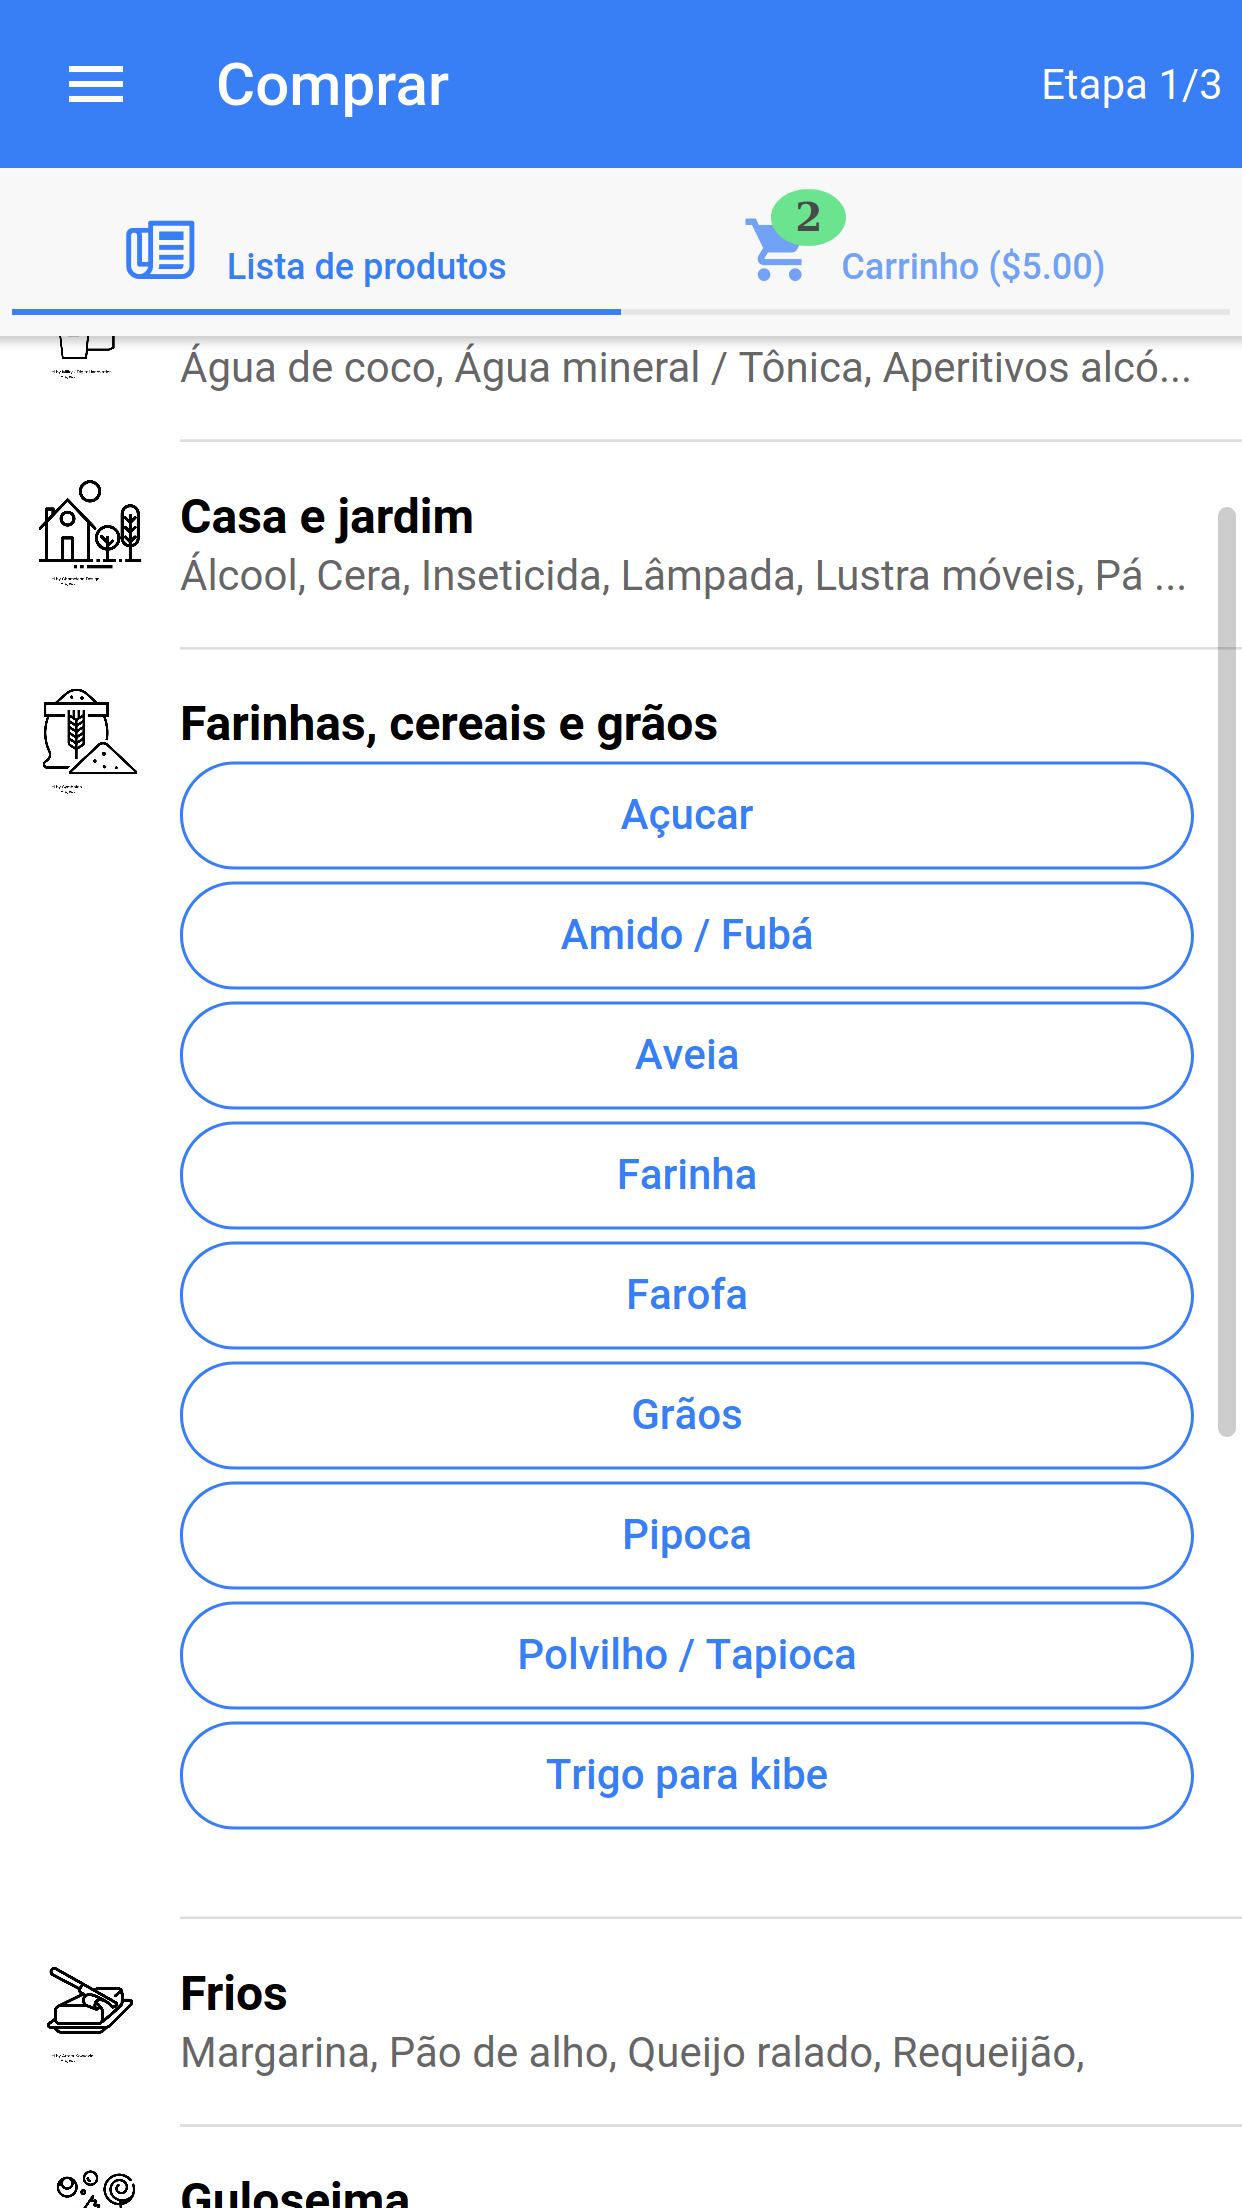 Comprar
Etapa 1/3
Lista de produtos
2
Carrinho ($5.00)
Água de coco, Água mineral / Tônica, Aperitivos alcó...
Casa e jardim
Álcool, Cera, Inseticida, Lâmpada, Lustra móveis, Pá ...
Farinhas, cereais e grãos
Açucar
Amido / Fubá
Aveia
Farinha
Farofa
Grãos
Pipoca
Polvilho / Tapioca
Trigo para kibe
Frios
Margarina, Pão de alho, Queijo ralado, Requeijão,
Guloseima